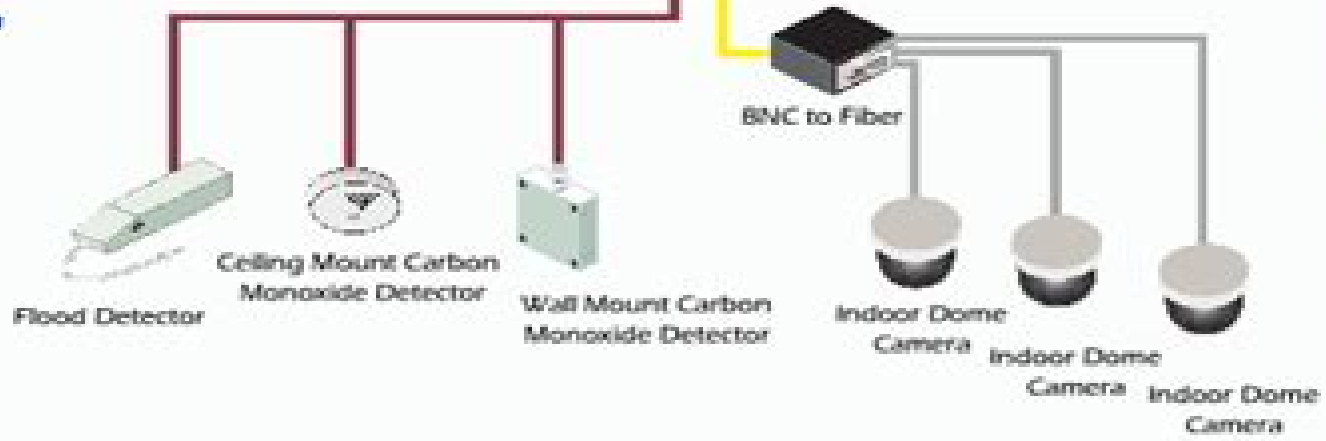 BNC to Fiber
Ceiling Mount Carbon
Monoxide Detector
Flood Detector
Wall Mount Carbon
Monoxide Detector
Indoor Dome
Camera
Indoor Dome
Camera
Indoor Dome
Camera